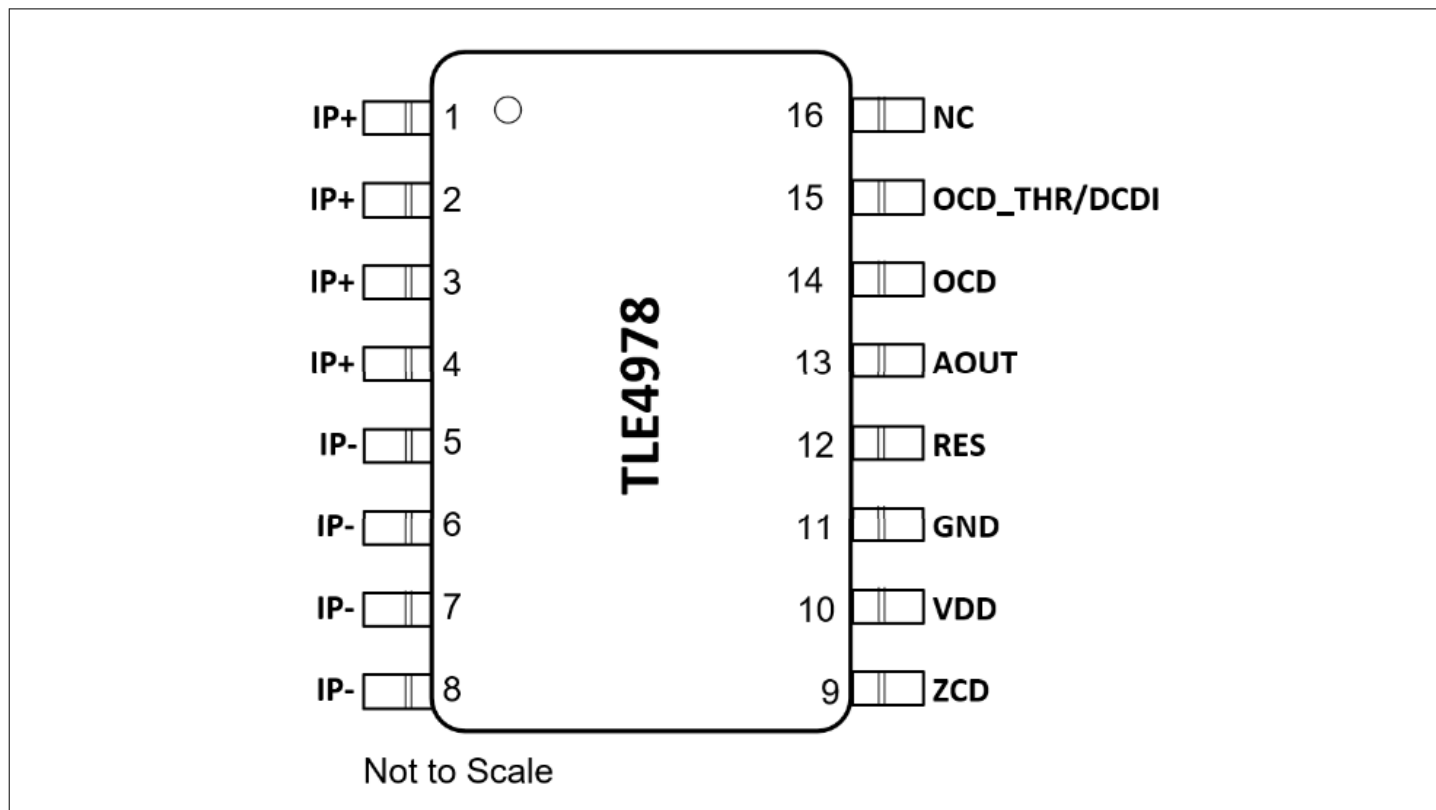 IP+ 1 16 NC
IP+ 2 15 OCD_THR/DCDI
IP+ 3 14 OCD
IP+ 4 13 AOUT
IP- 5 12 RES
IP- 6 11 GND
IP- 7 10 VDD
IP- 8 9 ZCD
TLE4978
Not to Scale